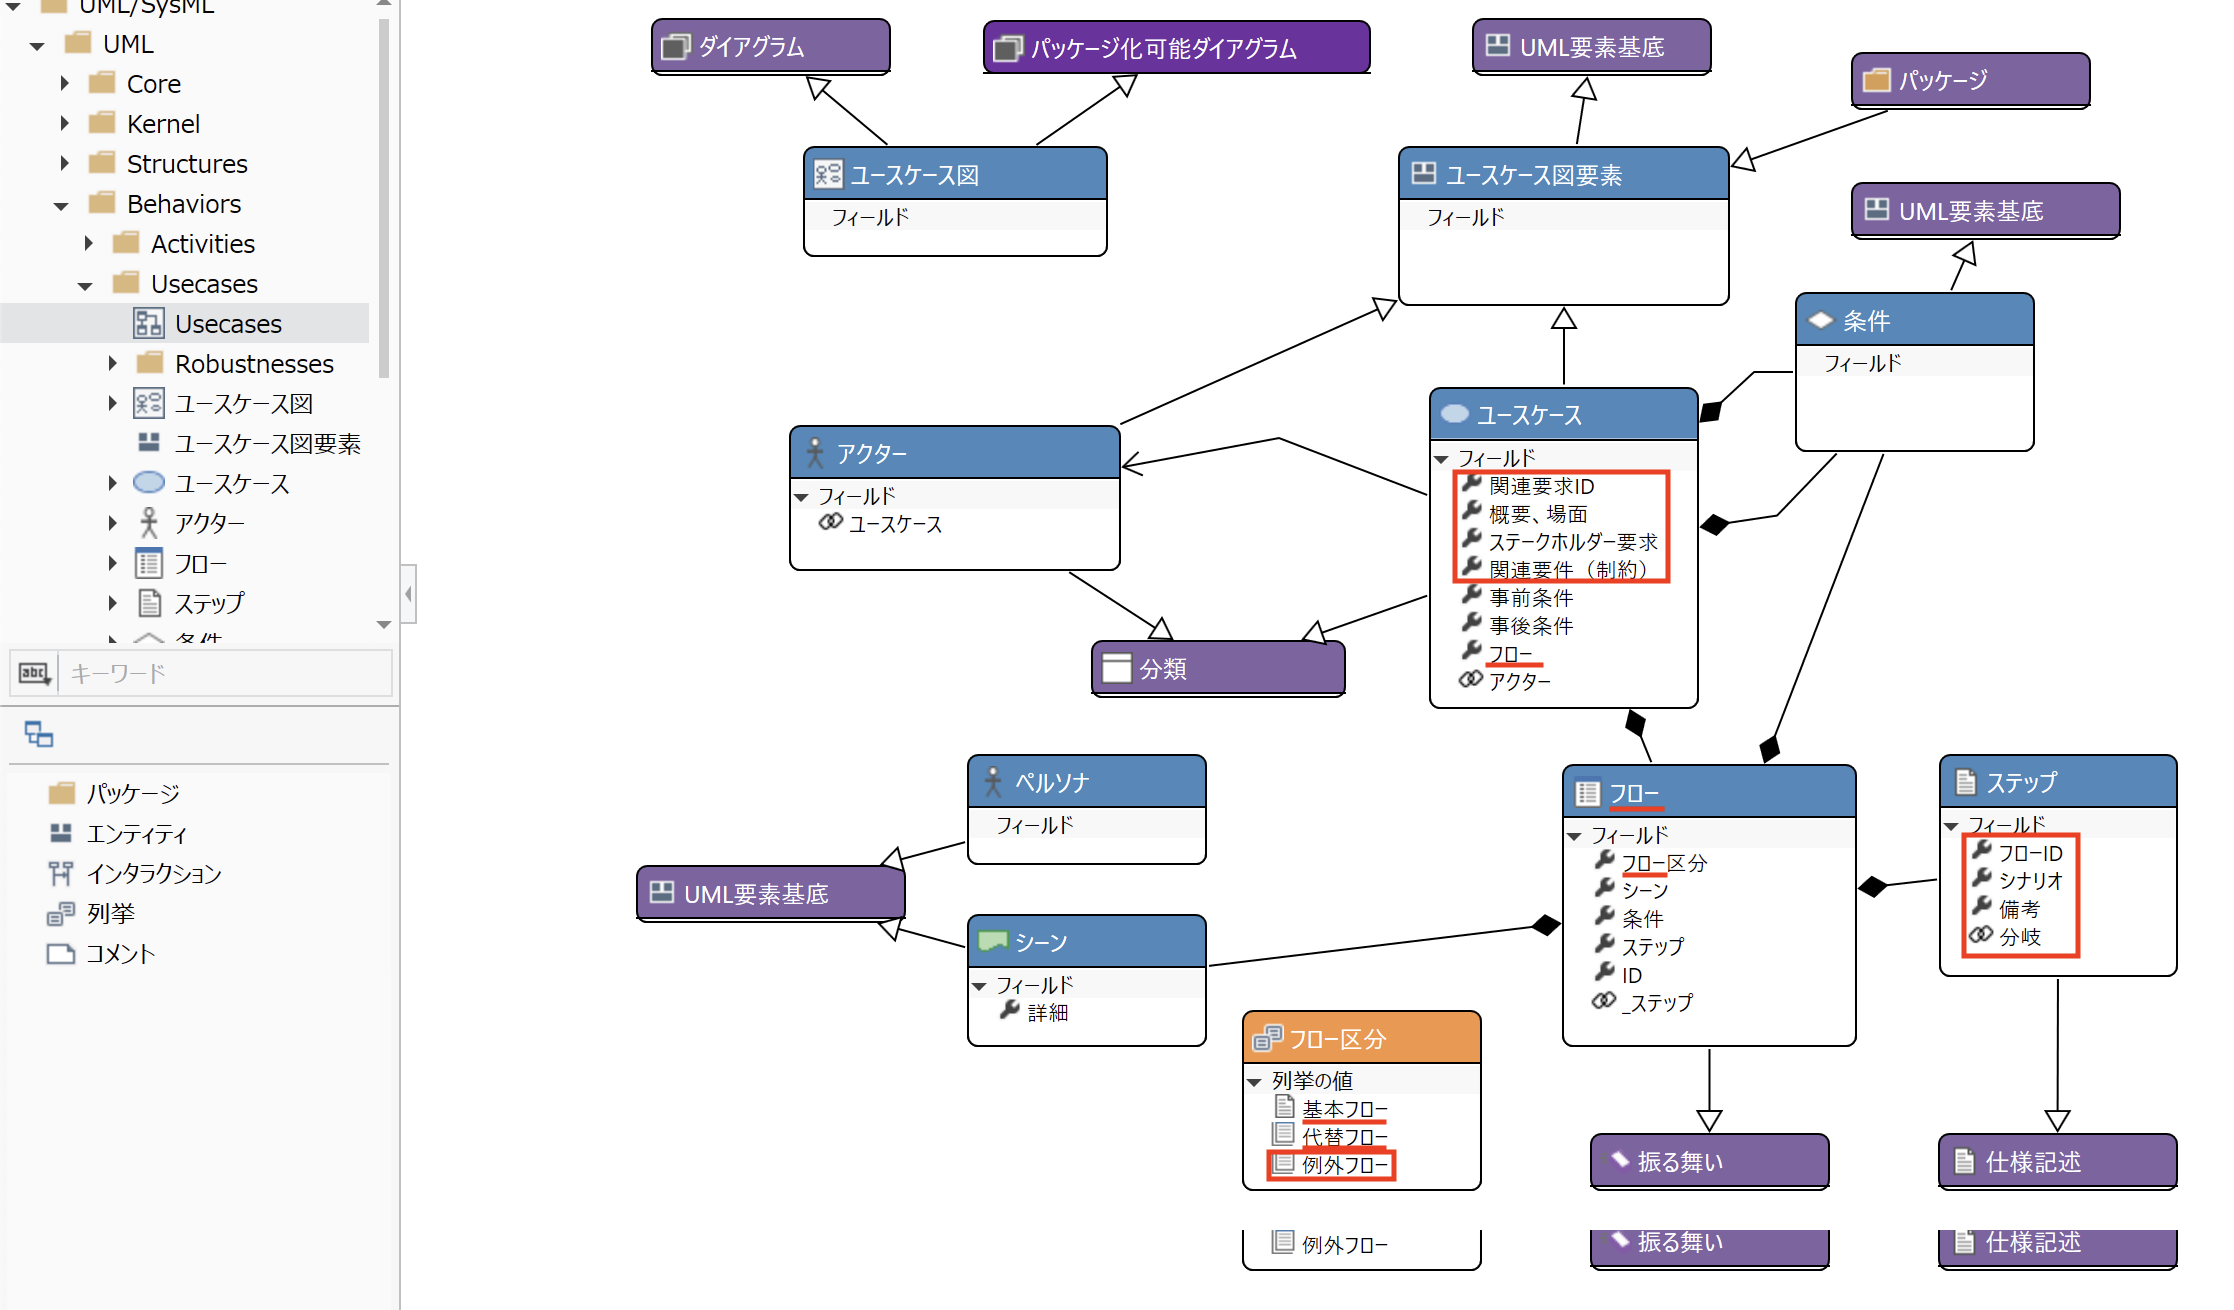 UML/SysML
UML
Core
Kernel
Structures
Behaviors
Activities
Usecases
Usecases
Robustnesses
ユースケース図
ユースケース図要素
ユースケース
アクター
フロー
ステップ
条件
abc
キーワード
パッケージ
エンティティ
インタラクション
列挙
コメント
ダイアグラム
パッケージ化可能ダイアグラム
UML要素基底
パッケージ
ユースケース図
フィールド
ユースケース図要素
フィールド
UML要素基底
条件
フィールド
アクター
フィールド
ユースケース
ユースケース
フィールド
関連要求ID
概要、場面
ステークホルダー要求
関連要件（制約）
事前条件
事後条件
フロー
アクター
分類
ペルソナ
フィールド
UML要素基底
シーン
フィールド
詳細
フロー
フィールド
フロー区分
シーン
条件
ステップ
ID
_ステップ
ステップ
フィールド
フローID
シナリオ
備考
分岐
フロー区分
列挙の値
基本フロー
代替フロー
例外フロー
振る舞い
仕様記述
例外フロー
振る舞い
仕様記述